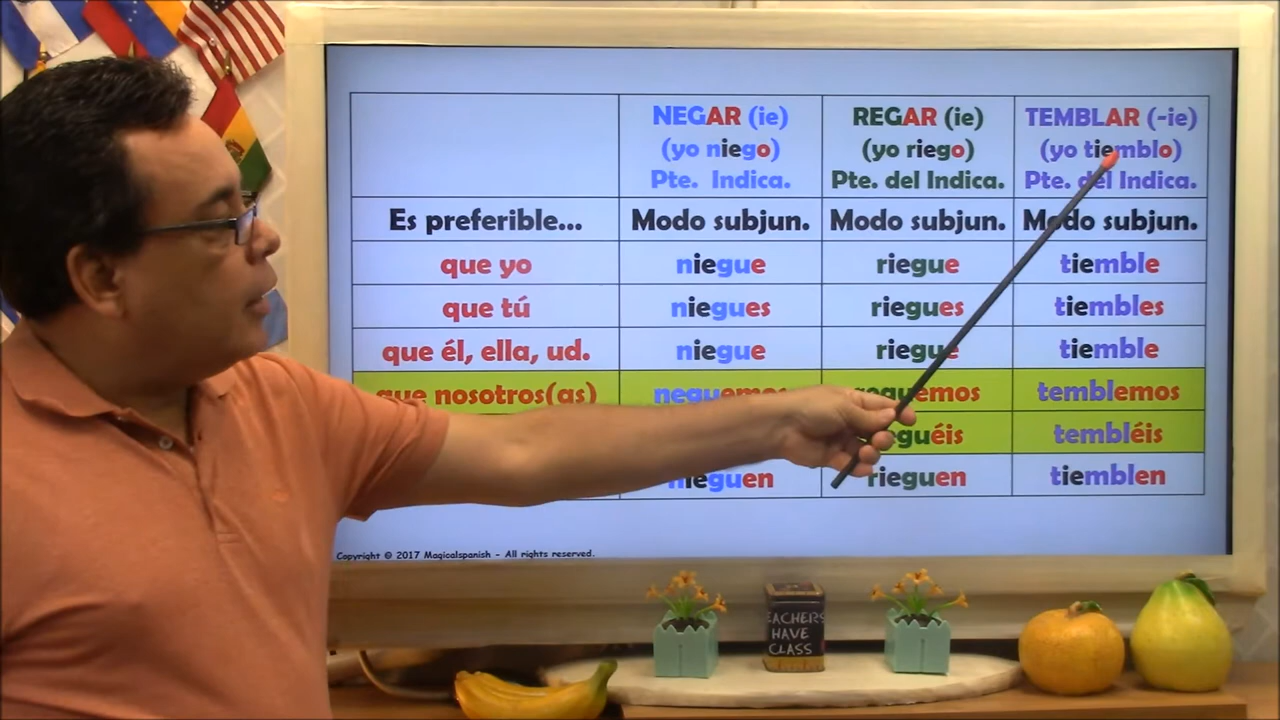 NEGAR (ie) REGAR (ie) TEMBLAR (-ie)
(yo niego) (yo riego) (yo tiemblo)
Pte. Indica. Pte. del Indica. Pte. del Indica.
Es preferible... Modo subjun. Modo subjun. Modo subjun.
que yo niegue riegue tiemble
que tú niegues riegues tiembles
que él, ella, ud. niegue riegue tiemble
que nosotros(as) neguemos temblemos
tembléis
nieguen rieguen tiemblen
Copyright © 2017 Magicalspanish - All rights reserved.
TEACHERS
HAVE
CLASS